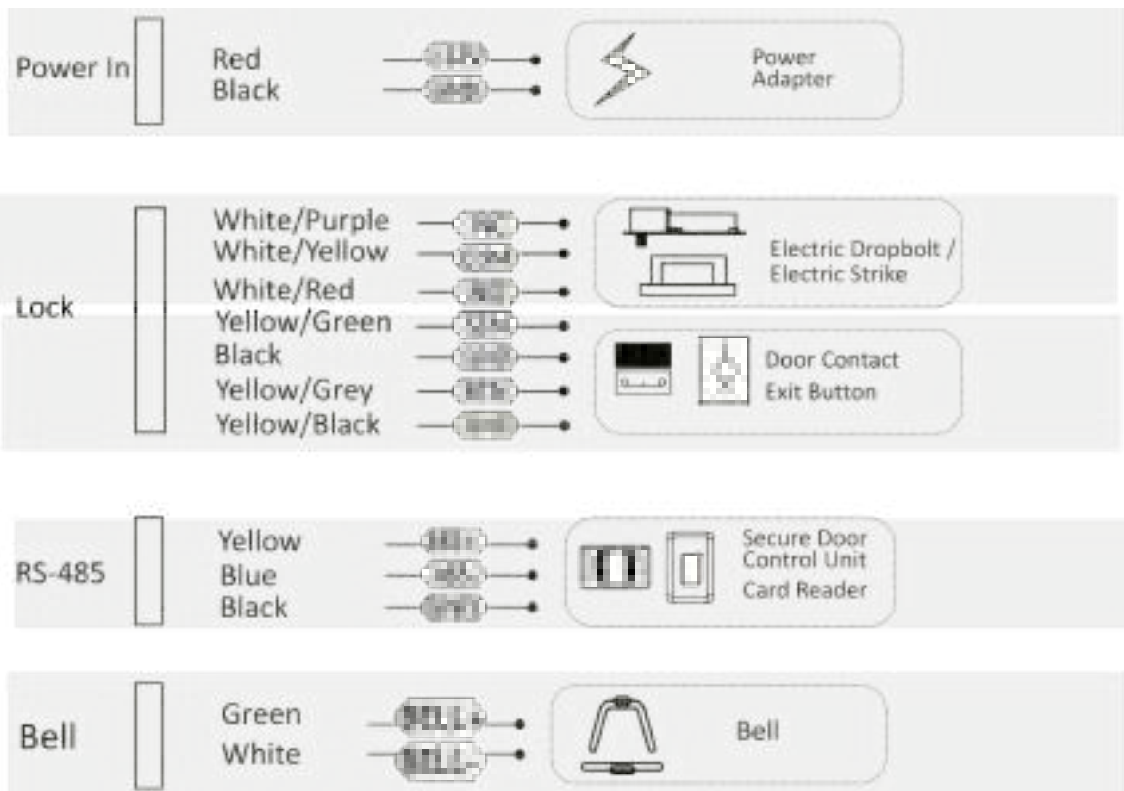 Power In
Red
Black
Power
Adapter
Lock
White/Purple
White/Yellow
White/Red
Yellow/Green
Black
Yellow/Grey
Yellow/Black
Electric Dropbolt /
Electric Strike
Door Contact
Exit Button
RS-485
Yellow
Blue
Black
Secure Door
Control Unit
Card Reader
Bell
Green
White
BELL+
BELL-
Bell